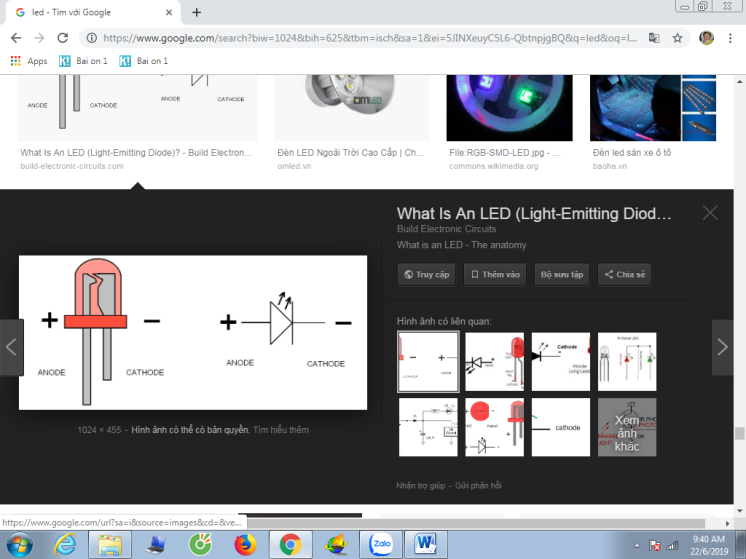 led - Tìm với Google
https://www.google.com/search?biw=1024&bih=625&tbm=isch&sa=1&ei=5JINXeuyC5L6-QbtnpjgBQ&q=led&oq=l...
Apps Bai on 1 Bai on 1
ANODE CATHODE ANODE CATHODE
OMLED
What Is An LED (Light-Emitting Diode)? - Build Electron...
build-electronic-circuits.com
Đèn LED Ngoài Trời Cao Cấp | Ch...
omled.vn
File:RGB-SMD-LED.jpg - ...
commons.wikimedia.org
Đèn led sàn xe ô tô
baoha.vn
+ - + -
ANODE CATHODE ANODE CATHODE
1024 × 455 - Hình ảnh có thể có bản quyền. Tìm hiểu thêm
What Is An LED (Light-Emitting Diod...
Build Electronic Circuits
What is an LED - The anatomy
Truy cập Thêm vào Bộ sưu tập Chia sẻ
Hình ảnh có liên quan:
Cathode
Anode
Long Lead
cathode
Xem
ảnh
khác
Nhận trợ giúp - Gửi phản hồi
https://www.google.com/url?sa=i&source=images&cd=&ve...
Zalo
9:40 AM
22/6/2019